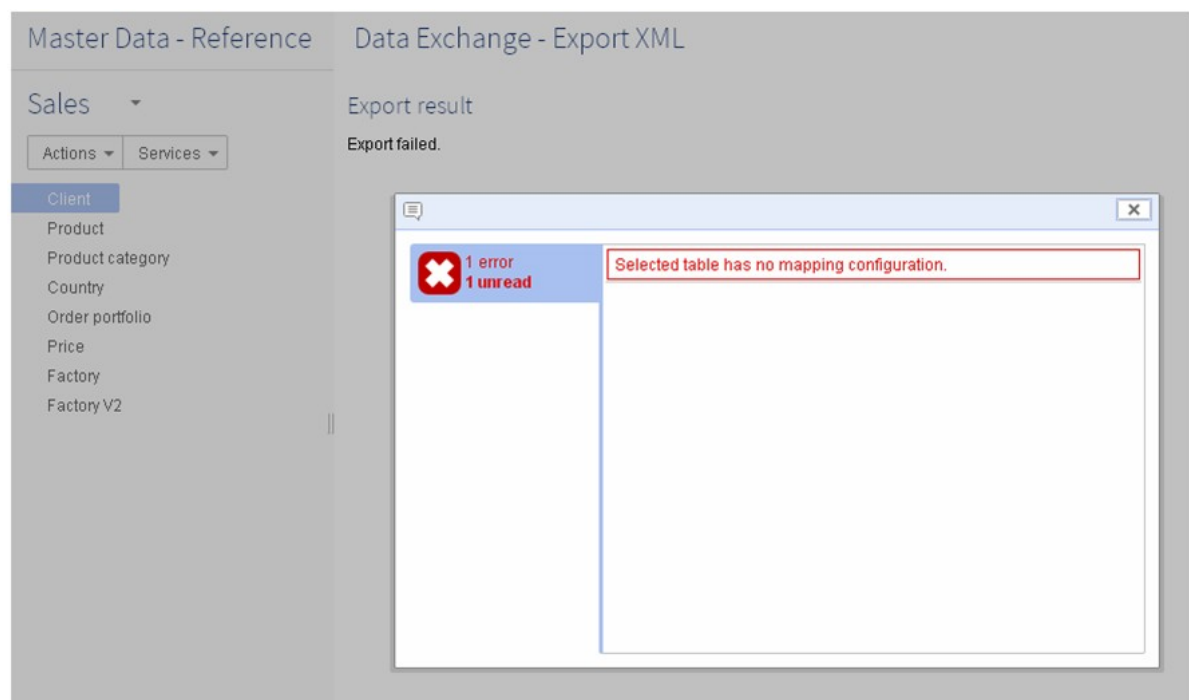 Master Data - Reference
Data Exchange - Export XML
Sales
Actions
Services
Client
Product
Product category
Country
Order portfolio
Price
Factory
Factory V2
Export result
Export failed.
1 error
1 unread
Selected table has no mapping configuration.